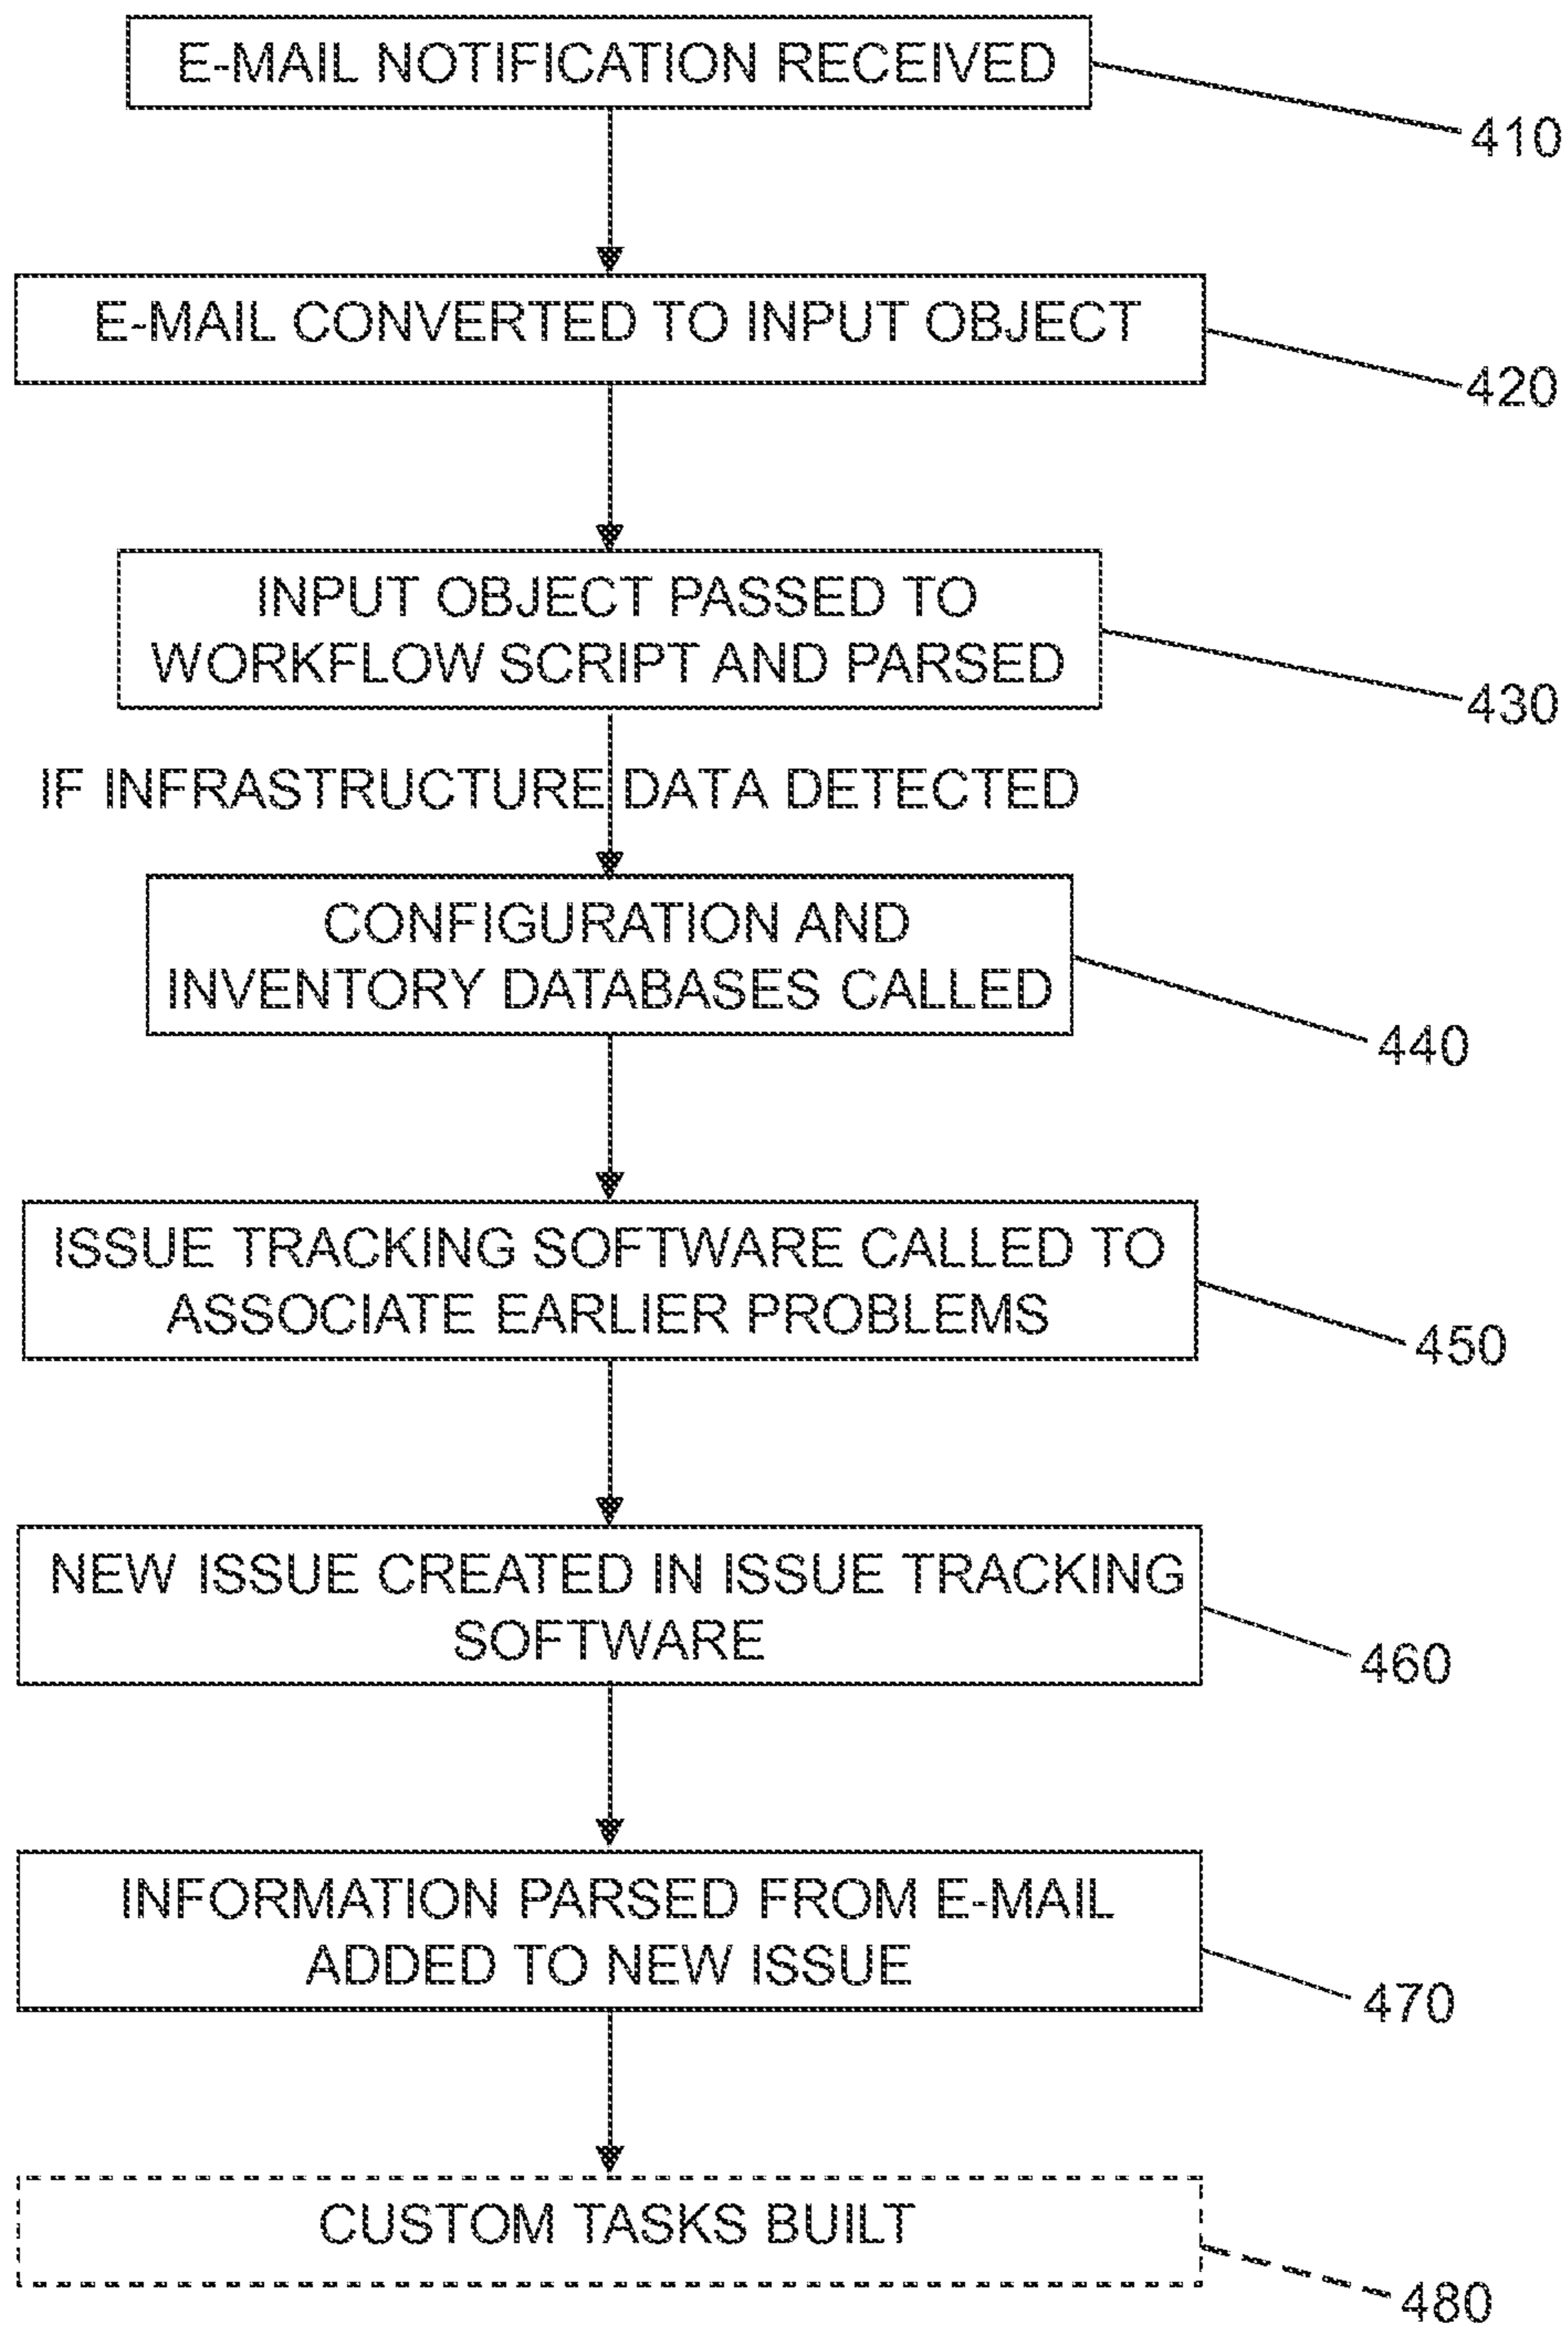 E-MAIL NOTIFICATION RECEIVED
410
E-MAIL CONVERTED TO INPUT OBJECT
420
INPUT OBJECT PASSED TO
WORKFLOW SCRIPT AND PARSED
430
IF INFRASTRUCTURE DATA DETECTED
CONFIGURATION AND
INVENTORY DATABASES CALLED
440
ISSUE TRACKING SOFTWARE CALLED TO
ASSOCIATE EARLIER PROBLEMS
450
NEW ISSUE CREATED IN ISSUE TRACKING
SOFTWARE
460
INFORMATION PARSED FROM E-MAIL
ADDED TO NEW ISSUE
470
CUSTOM TASKS BUILT
480